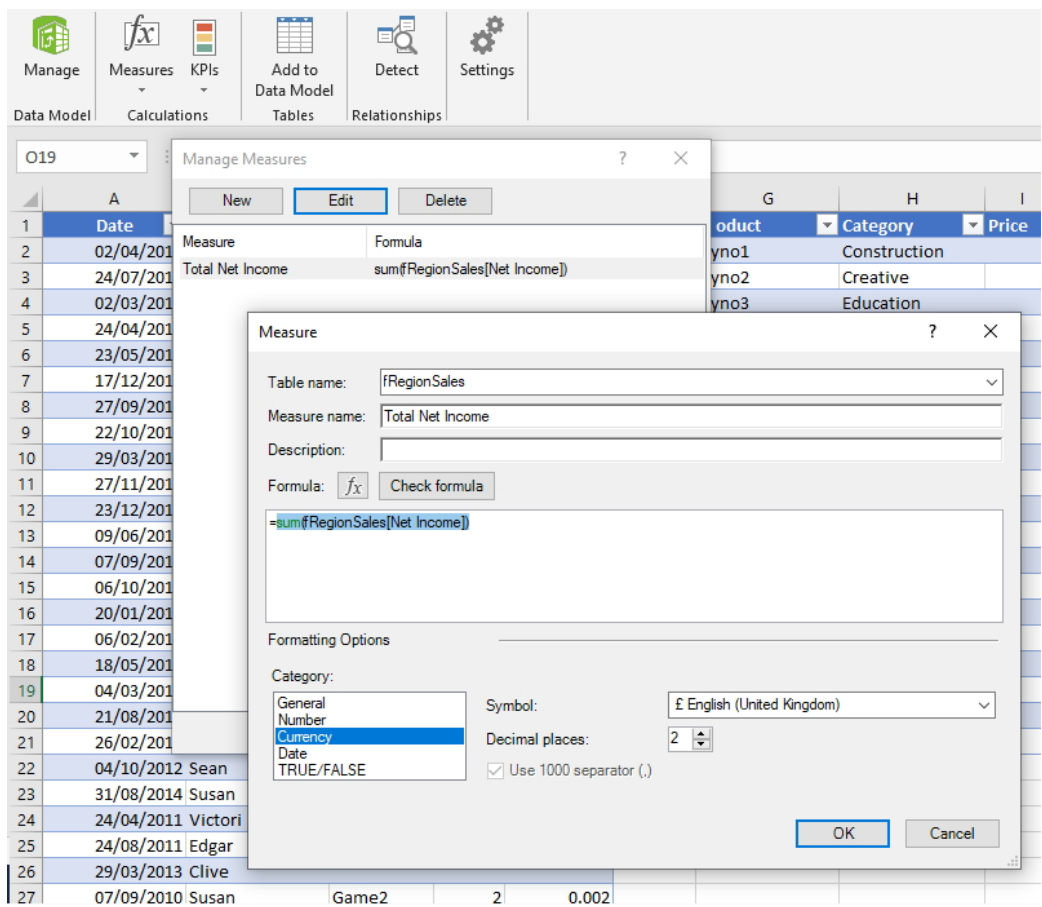 Manage Measures KPIs Add to Data Model Detect Settings
Data Model Calculations Tables Relationships
O19
Manage Measures ? ×
New Edit Delete
Measure Formula
Total Net Income sum(fRegionSales[Net Income])
A G H I
1 Date oduct Category Price
2 02/04/201 yno1 Construction
3 24/07/201 yno2 Creative
4 02/03/201 yno3 Education
5 24/04/201
6 23/05/201
7 17/12/201
8 27/09/201
9 22/10/201
10 29/03/201
11 27/11/201
12 23/12/201
13 09/06/201
14 07/09/201
15 06/10/201
16 20/01/201
17 06/02/201
18 18/05/201
19 04/03/201
20 21/08/201
21 26/02/201
22 04/10/2012 Sean
23 31/08/2014 Susan
24 24/04/2011 Victori
25 24/08/2011 Edgar
26 29/03/2013 Clive
27 07/09/2010 Susan Game2 2 0.002
Measure ? ×
Table name: fRegionSales
Measure name: Total Net Income
Description:
Formula: fx Check formula
=sum(fRegionSales[Net Income])
Formatting Options
Category:
General
Number
Currency
Date
TRUE/FALSE
Symbol: £ English (United Kingdom)
Decimal places: 2
Use 1000 separator (,)
OK Cancel